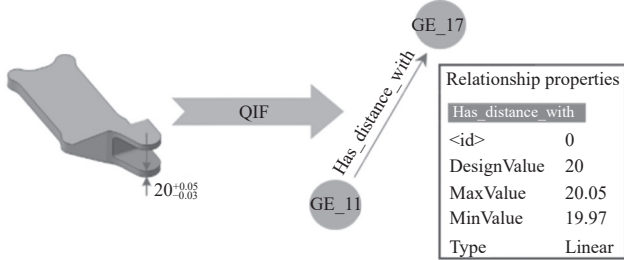 GE_17
Has_distance_with
QIF
20+0.05
−0.03
GE_11
Relationship properties
Has_distance_with
<id> 0
DesignValue 20
MaxValue 20.05
MinValue 19.97
Type Linear